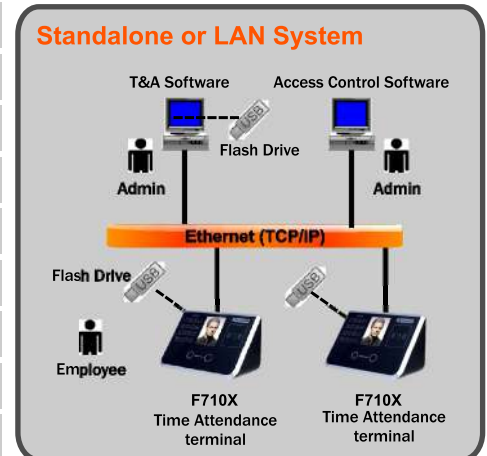 Standalone or LAN System
T&A Software
Access Control Software
USB
Flash Drive
Admin
Admin
Ethernet (TCP/IP)
Flash Drive
USB
USB
Employee
F710X
Time Attendance
terminal
F710X
Time Attendance
terminal